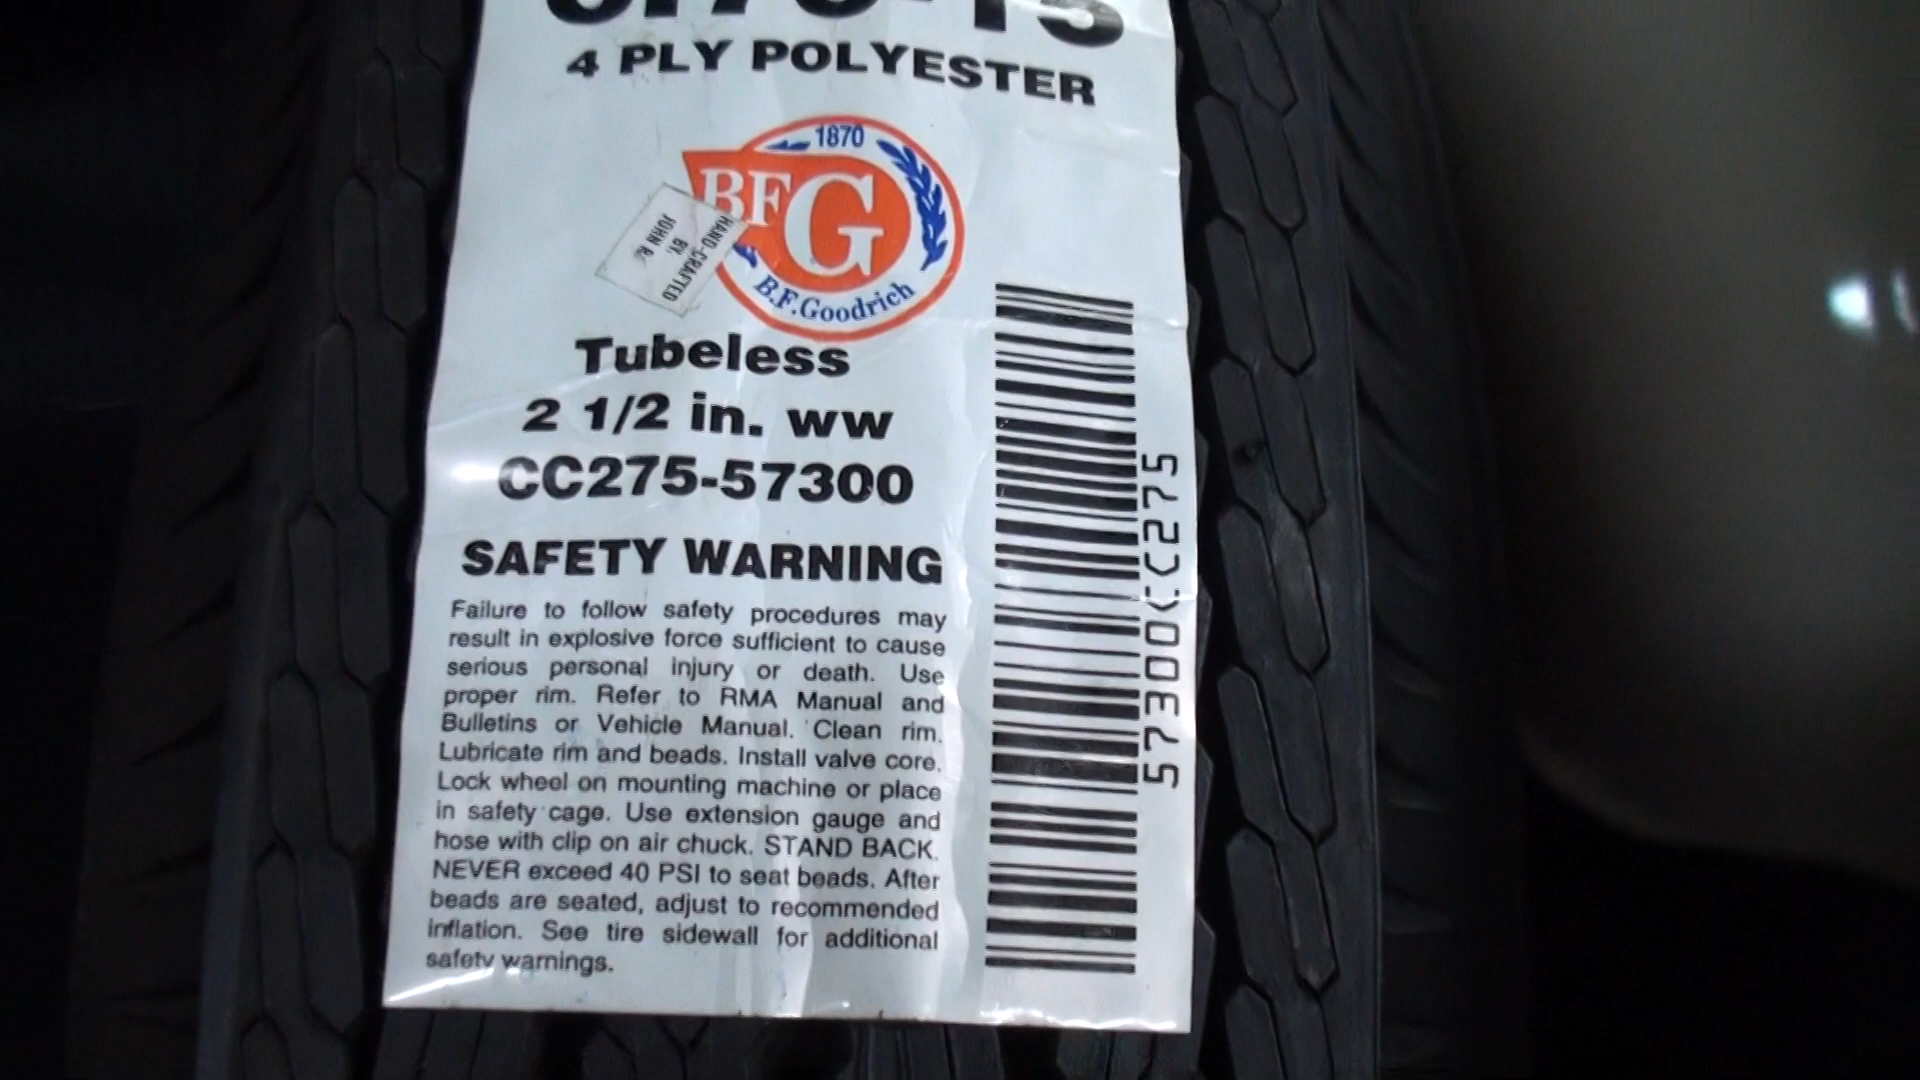 4 PLY POLYESTER
1870
BFG
B.F.Goodrich
HAND-CRAFTED
BY.
JOHN R.
Tubeless
2 1/2 in. ww
CC275-57300
SAFETY WARNING
Failure to follow safety procedures may
result in explosive force sufficient to cause
serious personal injury or death. Use
proper rim. Refer to RMA Manual and
Bulletins or Vehicle Manual. Clean rim.
Lubricate rim and beads. Install valve core.
Lock wheel on mounting machine or place
in safety cage. Use extension gauge and
hose with clip on air chuck. STAND BACK.
NEVER exceed 40 PSI to seat beads. After
beads are seated, adjust to recommended
inflation. See tire sidewall for additional
safety warnings.
57300CC275